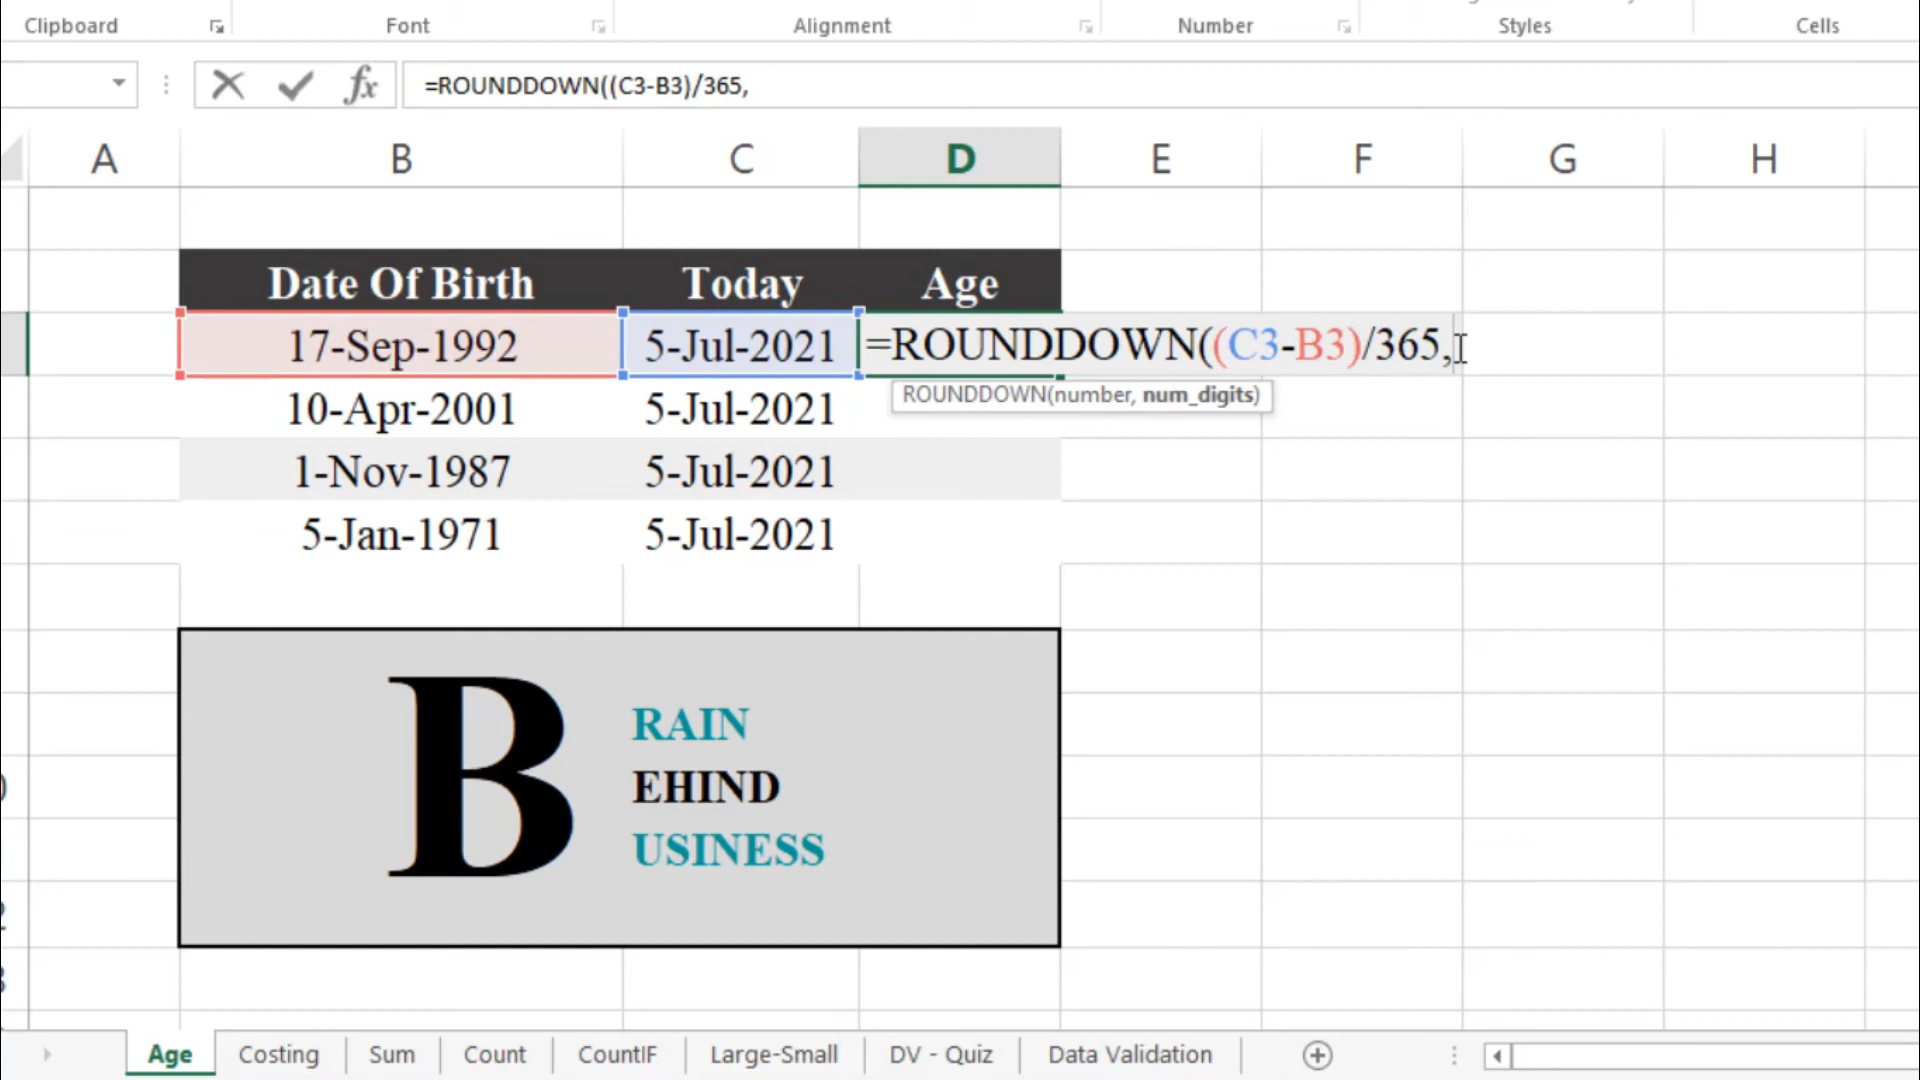 Clipboard Font Alignment Number Styles Cells
fx =ROUNDDOWN((C3-B3)/365,
A B C D E F G H
Date Of Birth Today Age
17-Sep-1992 5-Jul-2021 =ROUNDDOWN((C3-B3)/365,
ROUNDDOWN(number, num_digits)
10-Apr-2001 5-Jul-2021
1-Nov-1987 5-Jul-2021
5-Jan-1971 5-Jul-2021
B
RAIN
EHIND
USINESS
Age Costing Sum Count CountIF Large-Small DV - Quiz Data Validation